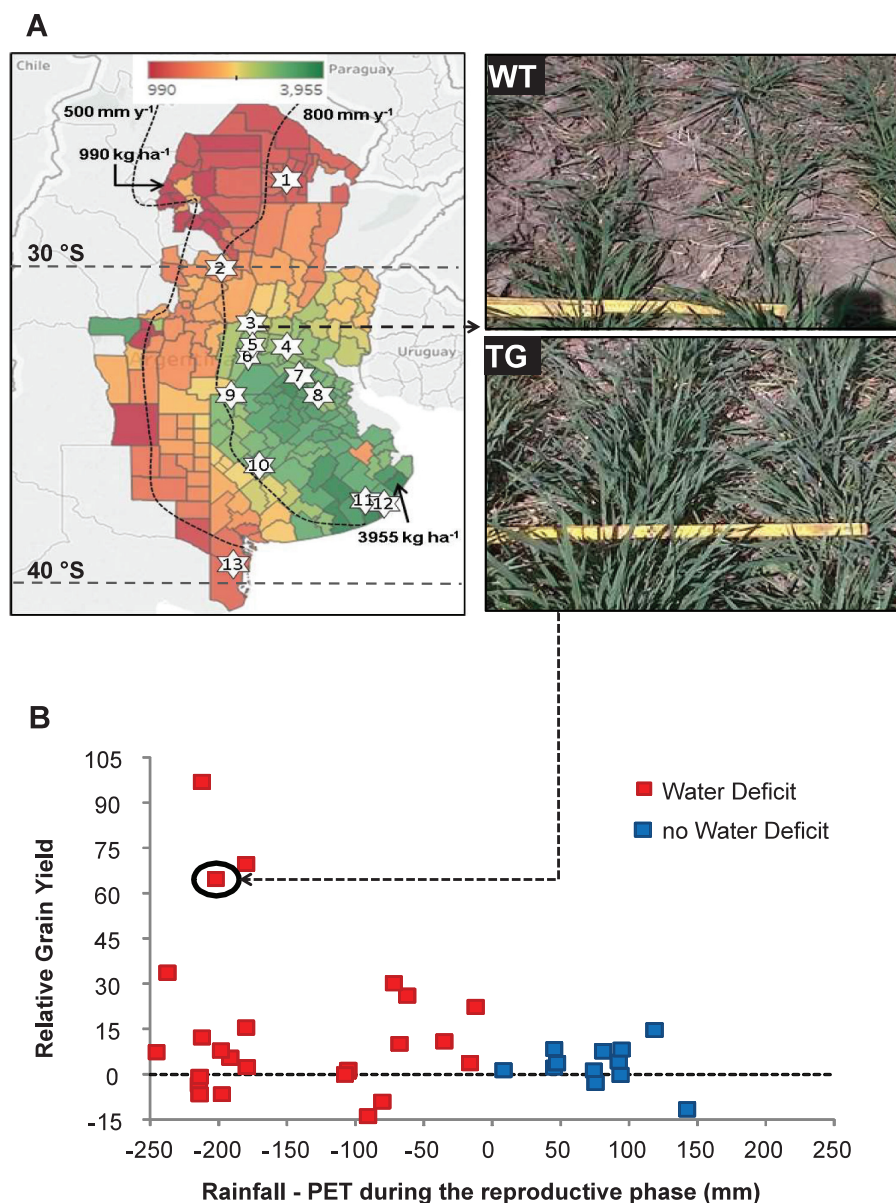 A
Chile
Paraguay
990
3,955
500 mm y⁻¹
800 mm y⁻¹
990 kg ha⁻¹
1
30 °S
2
3
Uruguay
5
4
6
7
9
8
10
11
12
3955 kg ha⁻¹
40 °S
13
WT
TG
B
Relative Grain Yield
105
90
75
60
45
30
15
0
-15
Water Deficit
no Water Deficit
-250 -200 -150 -100 -50 0 50 100 150 200 250
Rainfall - PET during the reproductive phase (mm)